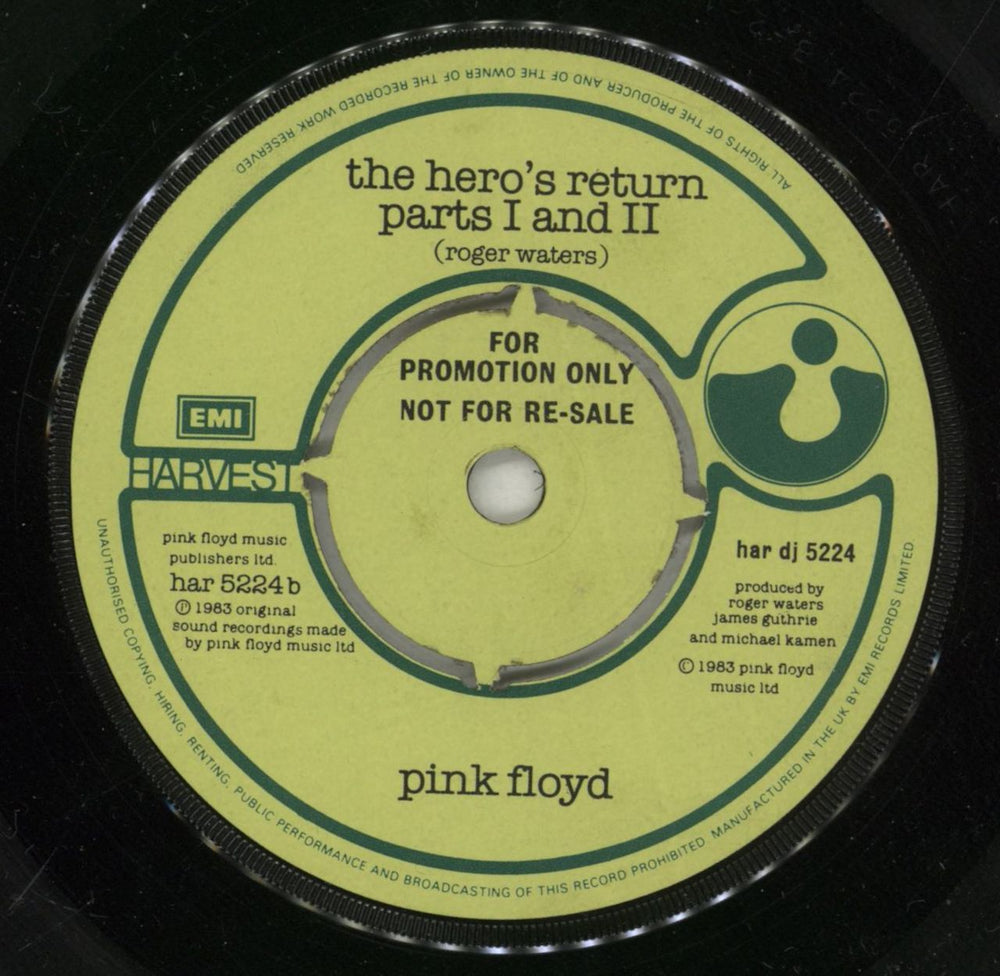 ALL RIGHTS OF THE PRODUCER AND OF THE OWNER OF THE RECORDED WORK RESERVED
the hero's return
parts I and II
(roger waters)
FOR
PROMOTION ONLY
NOT FOR RE-SALE
EMI
HARVEST
pink floyd music
publishers ltd.
har 5224 b
Ⓟ 1983 original
sound recordings made
by pink floyd music ltd
har dj 5224
produced by
roger waters
james guthrie
and michael kamen
© 1983 pink floyd
music ltd
pink floyd
UNAUTHORISED COPYING, HIRING, RENTING, PUBLIC PERFORMANCE AND BROADCASTING OF THIS RECORD PROHIBITED MANUFACTURED IN THE UK BY EMI RECORDS LIMITED